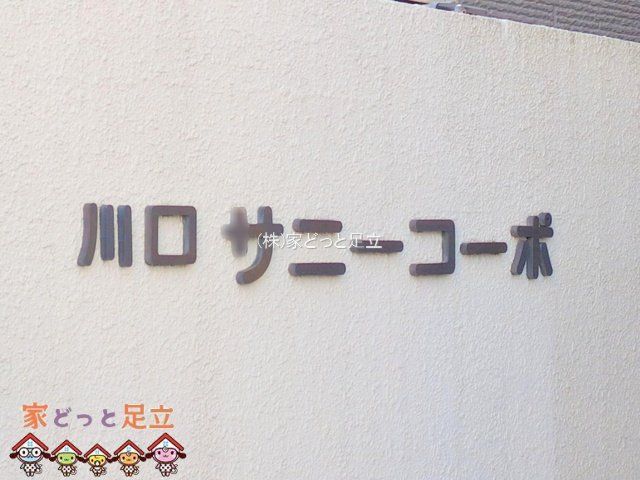 川口 サニーコーポ
(株)家どっと足立
家どっと足立